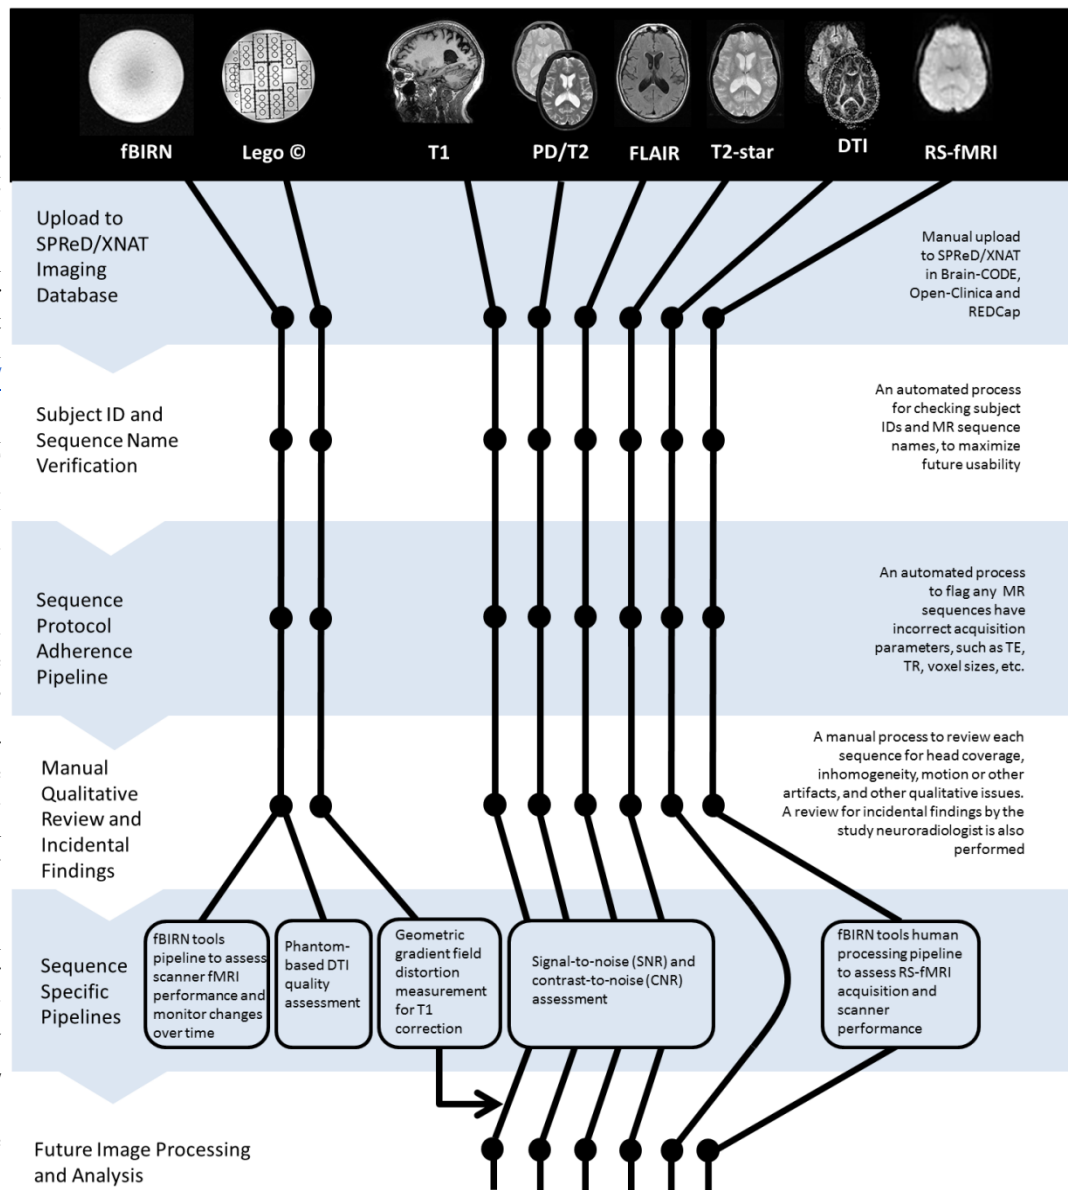 fBIRN
Lego ©
T1
PD/T2
FLAIR
T2-star
DTI
RS-fMRI
Upload to
SPReD/XNAT
Imaging
Database
Manual upload
to SPReD/XNAT
in Brain-CODE,
Open-Clinica and
REDCap
Subject ID and
Sequence Name
Verification
An automated process
for checking subject
IDs and MR sequence
names, to maximize
future usability
Sequence
Protocol
Adherence
Pipeline
An automated process
to flag any MR
sequences have
incorrect acquisition
parameters, such as TE,
TR, voxel sizes, etc.
Manual
Qualitative
Review and
Incidental
Findings
A manual process to review each
sequence for head coverage,
inhomogeneity, motion or other
artifacts, and other qualitative issues.
A review for incidental findings by the
study neuroradiologist is also
performed
Sequence
Specific
Pipelines
fBIRN tools
pipeline to assess
scanner fMRI
performance and
monitor changes
over time
Phantom-
based DTI
quality
assessment
Geometric
gradient field
distortion
measurement
for T1
correction
Signal-to-noise (SNR) and
contrast-to-noise (CNR)
assessment
fBIRN tools human
processing pipeline
to assess RS-fMRI
acquisition and
scanner
performance
Future Image Processing
and Analysis